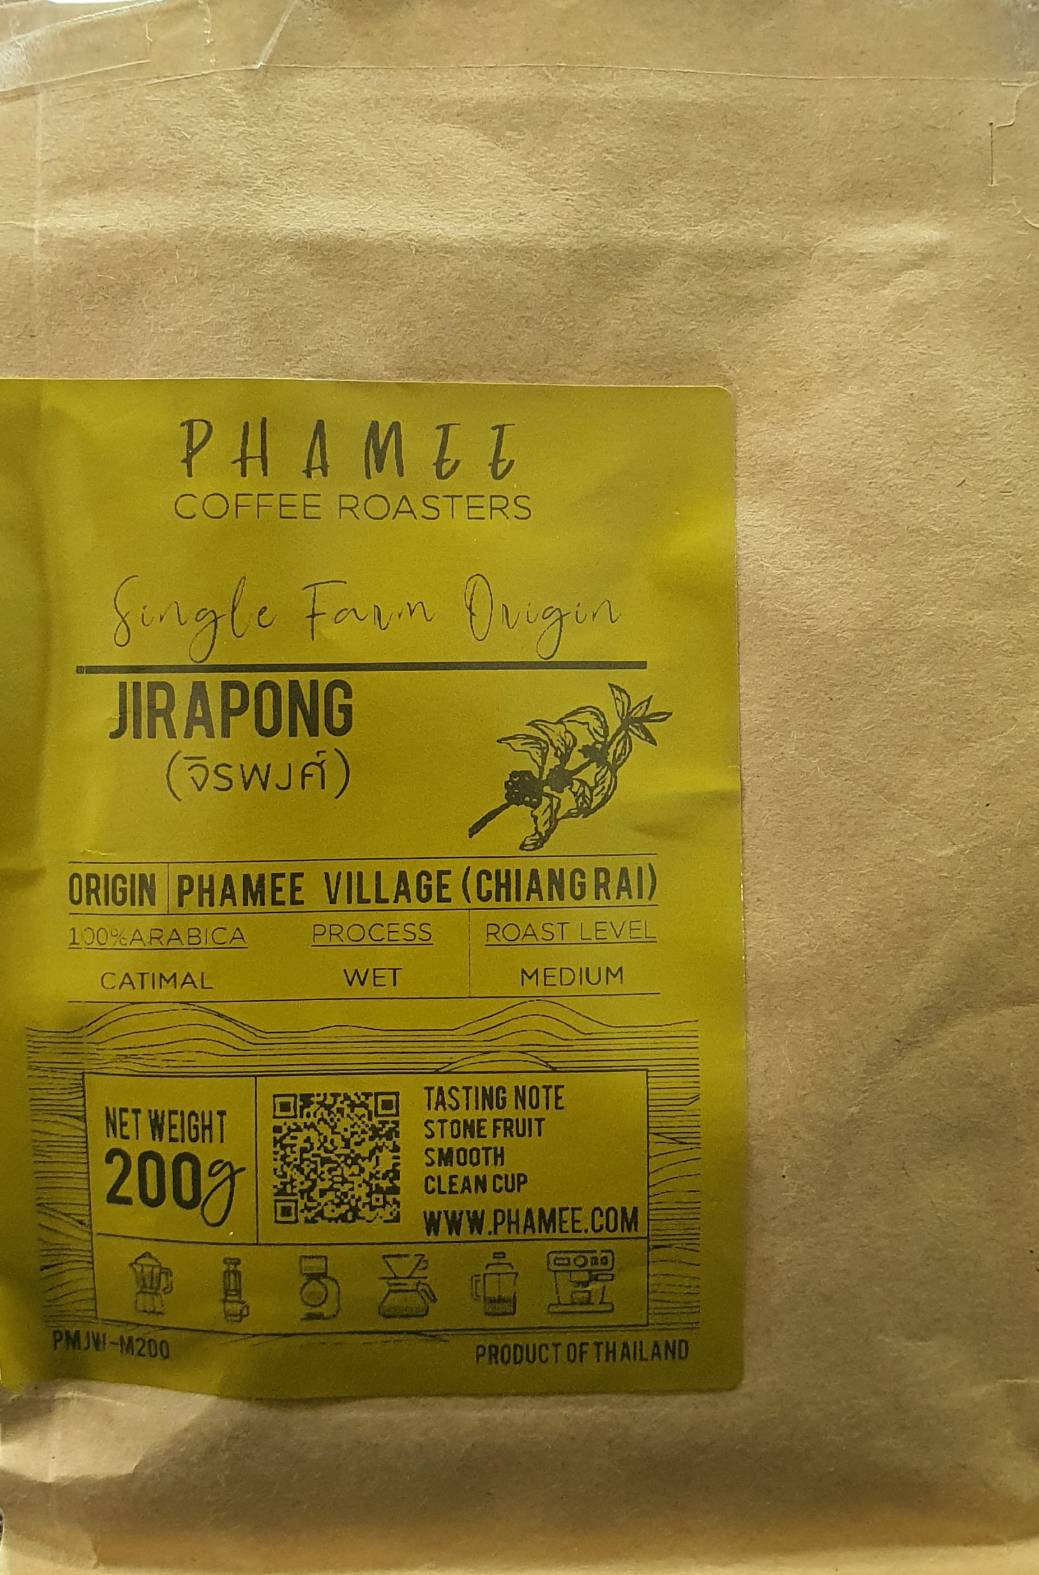 PHAMEE
COFFEE ROASTERS
Single Farm Origin
JIRAPONG
(จิรพงศ์)
ORIGIN PHAMEE VILLAGE (CHIANG RAI)
100%ARABICA PROCESS ROAST LEVEL
CATIMAL WET MEDIUM
NET WEIGHT
200g
TASTING NOTE
STONE FRUIT
SMOOTH
CLEAN CUP
WWW.PHAMEE.COM
PMJW-M200 PRODUCT OF THAILAND